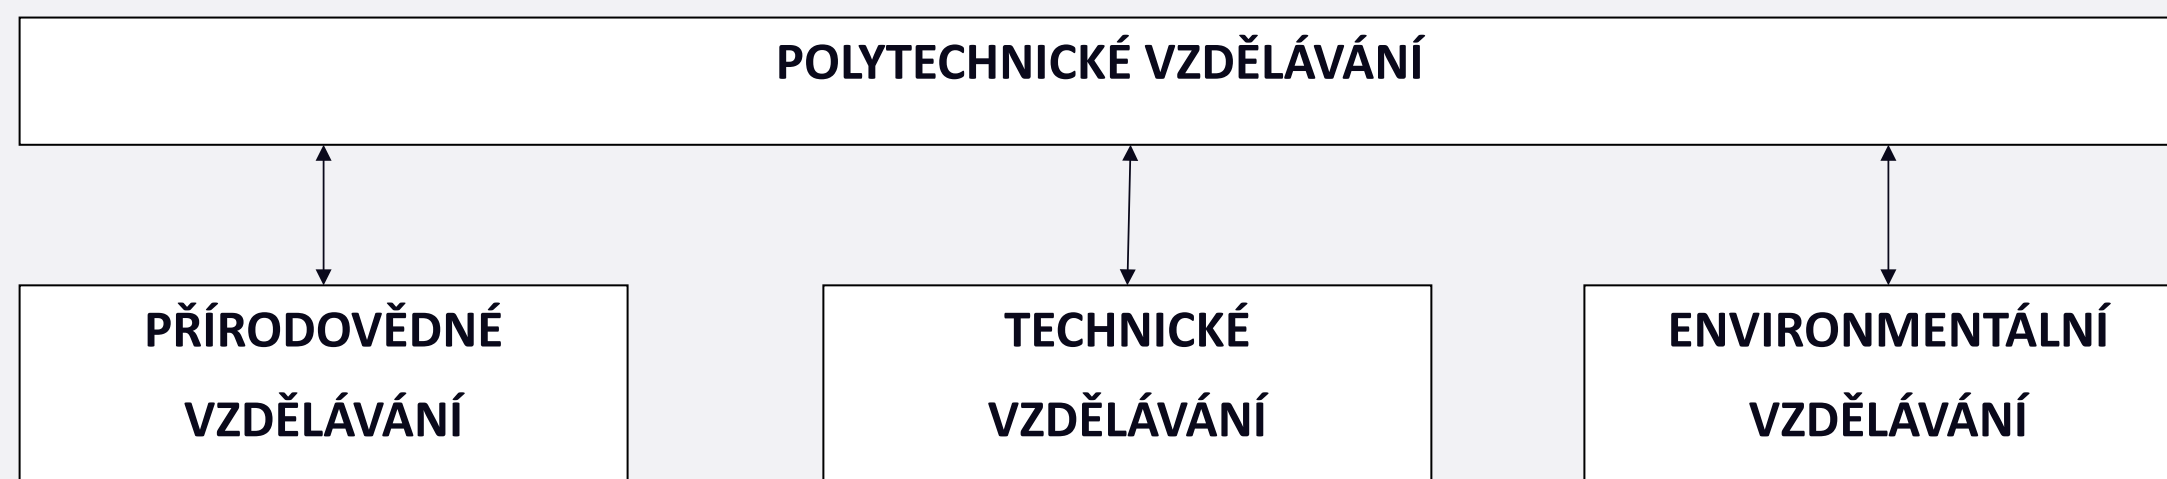 POLYTECHNICKÉ VZDĚLÁVÁNÍ
PŘÍRODOVĚDNÉ
VZDĚLÁVÁNÍ
TECHNICKÉ
VZDĚLÁVÁNÍ
ENVIRONMENTÁLNÍ
VZDĚLÁVÁNÍ